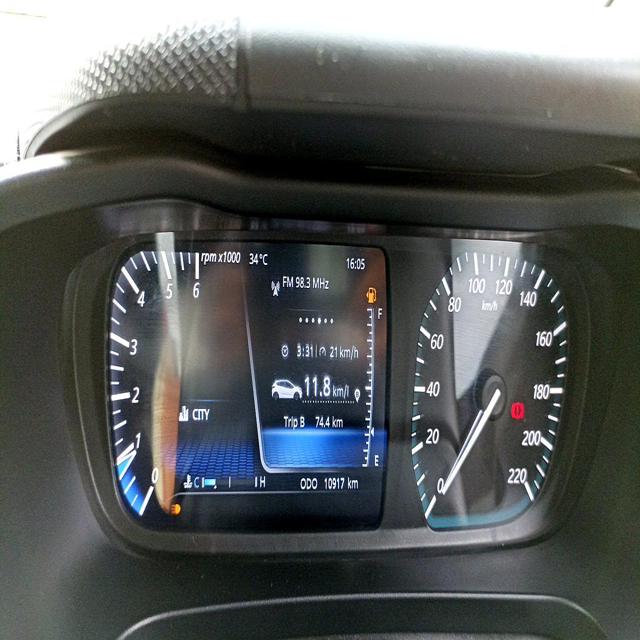 rpm x1000 34°C 16:05
FM 98.3 MHz
3:31 21 km/h
11.8 km/l
CITY
Trip B 74.4 km
C H ODO 10917 km
F
E
0
1
2
3
4
5
6
km/h
0
20
40
60
80
100
120
140
160
180
200
220